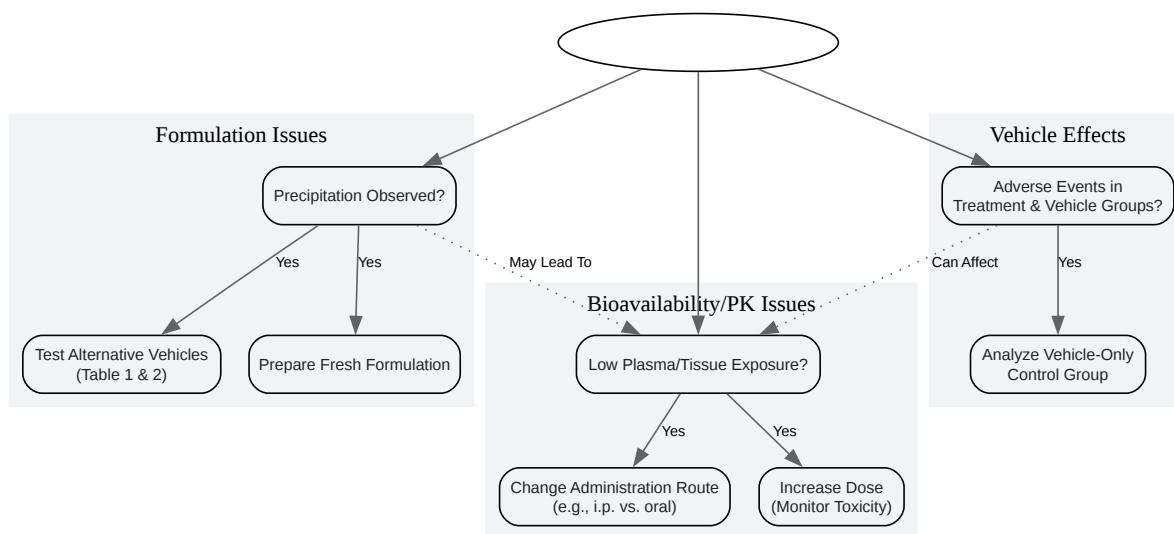 Formulation Issues
Vehicle Effects
Precipitation Observed?
Adverse Events in
Treatment & Vehicle Groups?
Yes
Yes
May Lead To
Can Affect
Yes
Bioavailability/PK Issues
Test Alternative Vehicles
(Table 1 & 2)
Prepare Fresh Formulation
Low Plasma/Tissue Exposure?
Analyze Vehicle-Only
Control Group
Yes
Yes
Change Administration Route
(e.g., i.p. vs. oral)
Increase Dose
(Monitor Toxicity)